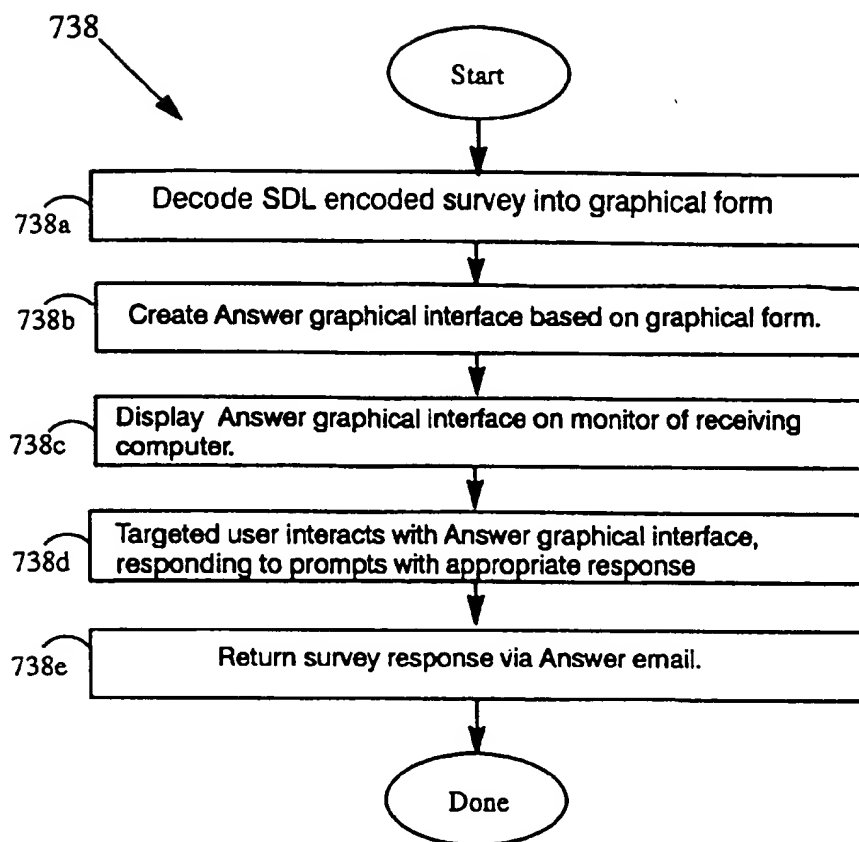 738
Start
Decode SDL encoded survey into graphical form
738a
Create Answer graphical interface based on graphical form.
738b
Display Answer graphical interface on monitor of receiving
computer.
738c
Targeted user interacts with Answer graphical interface,
responding to prompts with appropriate response
738d
Return survey response via Answer email.
738e
Done